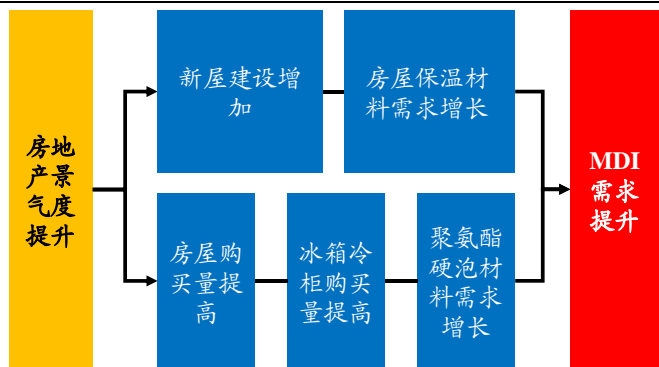 房地
产景
气度
提升
新屋建设增
加
房屋保温材
料需求增长
房屋购
买量提
高
冰箱冷
柜购买
量提高
聚氨酯
硬泡材
料需求
增长
MDI
需求
提升